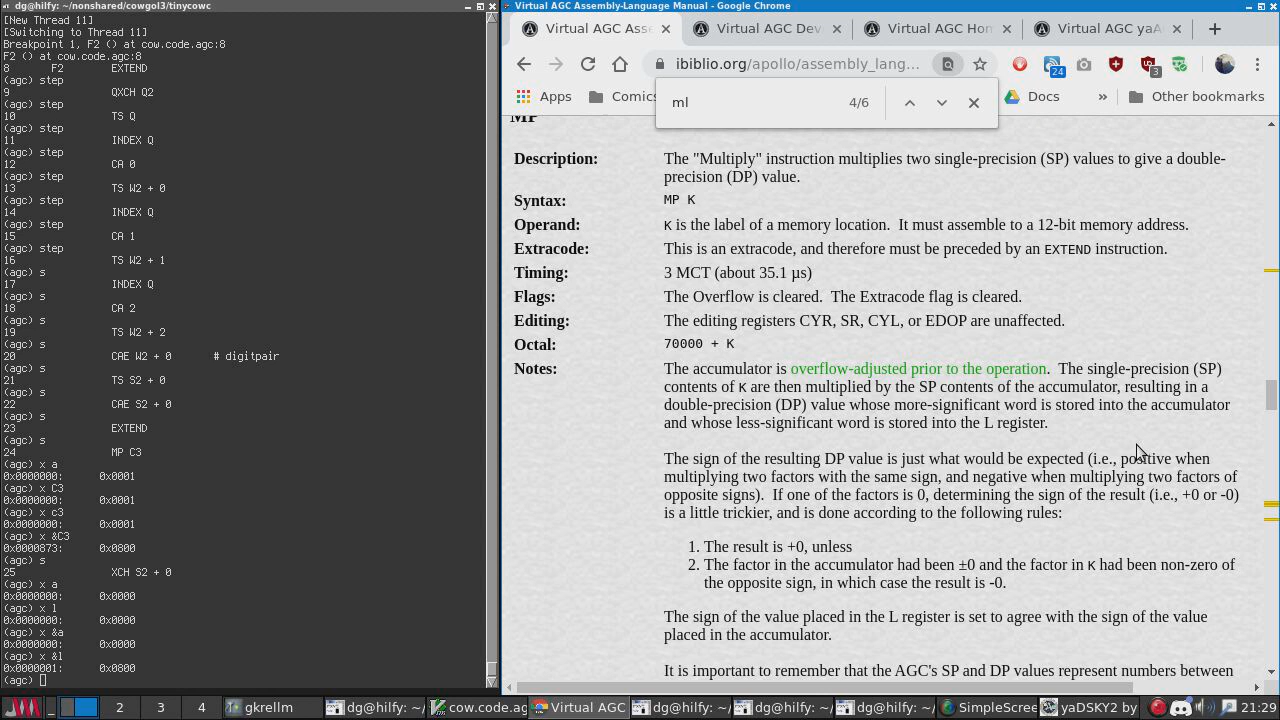 dg@hilfy: ~/nonshared/cowgol3/tinycowc
[New Thread 11]
[Switching to Thread 11]
Breakpoint 1, F2 () at cow.code.agc:8
F2 () at cow.code.agc:8
8 F2 EXTEND
(agc) step
9 QXCH Q2
(agc) step
10 TS Q
(agc) step
11 INDEX Q
(agc) step
12 CA 0
(agc) step
13 TS W2 + 0
(agc) step
14 INDEX Q
(agc) step
15 CA 1
(agc) step
16 TS W2 + 1
(agc) s
17 INDEX Q
(agc) s
18 CA 2
(agc) s
19 TS W2 + 2
(agc) s
20 CAE W2 + 0 # digitpair
(agc) s
21 TS S2 + 0
(agc) s
22 CAE S2 + 0
(agc) s
23 EXTEND
(agc) s
24 MP C3
(agc) x a
0x0000000: 0x0001
(agc) x C3
0x0000000: 0x0001
(agc) x c3
0x0000000: 0x0001
(agc) x &C3
0x0000873: 0x0800
(agc) s
25 XCH S2 + 0
(agc) x a
0x0000000: 0x0000
(agc) x l
0x0000000: 0x0000
(agc) x &a
0x0000000: 0x0000
(agc) x &l
0x0000001: 0x0800
(agc)
Virtual AGC Assembly-Language Manual - Google Chrome
Virtual AGC Asse
Virtual AGC Dev
Virtual AGC Hom
Virtual AGC yaA
ibiblio.org/apollo/assembly_lang...
24
3
Apps
Comics
Docs
»
Other bookmarks
ml
4/6
MP
Description: The "Multiply" instruction multiplies two single-precision (SP) values to give a double-
precision (DP) value.
Syntax: MP K
Operand: K is the label of a memory location. It must assemble to a 12-bit memory address.
Extracode: This is an extracode, and therefore must be preceded by an EXTEND instruction.
Timing: 3 MCT (about 35.1 µs)
Flags: The Overflow is cleared. The Extracode flag is cleared.
Editing: The editing registers CYR, SR, CYL, or EDOP are unaffected.
Octal: 70000 + K
Notes: The accumulator is overflow-adjusted prior to the operation. The single-precision (SP)
contents of K are then multiplied by the SP contents of the accumulator, resulting in a
double-precision (DP) value whose more-significant word is stored into the accumulator
and whose less-significant word is stored into the L register.
The sign of the resulting DP value is just what would be expected (i.e., positive when
multiplying two factors with the same sign, and negative when multiplying two factors of
opposite signs). If one of the factors is 0, determining the sign of the result (i.e., +0 or -0)
is a little trickier, and is done according to the following rules:
1. The result is +0, unless
2. The factor in the accumulator had been ±0 and the factor in K had been non-zero of
the opposite sign, in which case the result is -0.
The sign of the value placed in the L register is set to agree with the sign of the value
placed in the accumulator.
It is important to remember that the AGC's SP and DP values represent numbers between
2
3
4
gkrellm
dg@hilfy: ~/
cow.code.ag
Virtual AGC
dg@hilfy: ~
dg@hilfy: ~/
dg@hilfy: ~/
SimpleScree
yaDSKY2 by
21:29